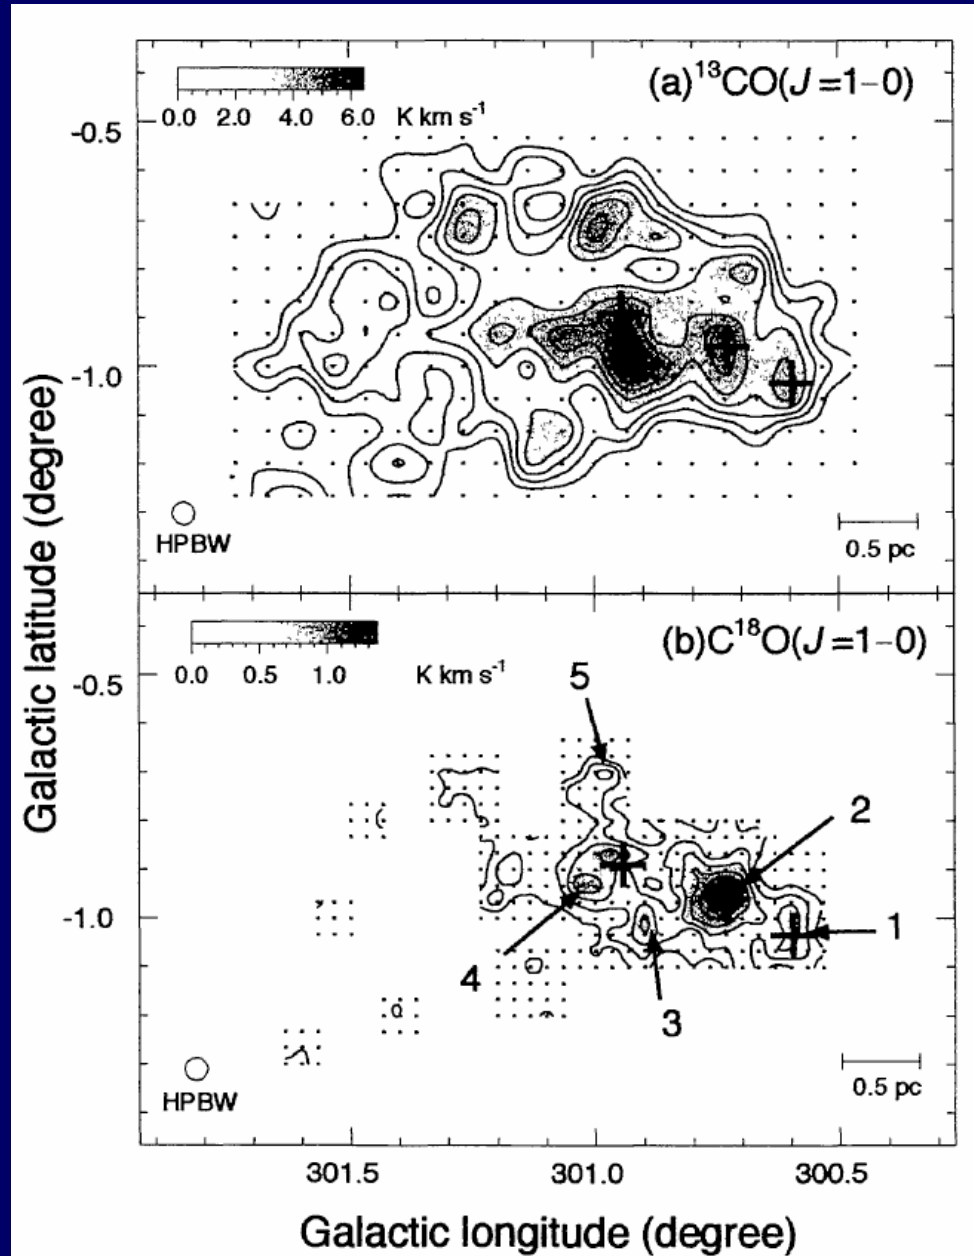 (a)¹³CO(J=1−0)
0.0 2.0 4.0 6.0 K km s⁻¹
-0.5
-1.0
HPBW
0.5 pc
Galactic latitude (degree)
(b)C¹⁸O(J=1−0)
0.0 0.5 1.0 K km s⁻¹
-0.5
5
2
-1.0
1
4
3
HPBW
0.5 pc
301.5 301.0 300.5
Galactic longitude (degree)